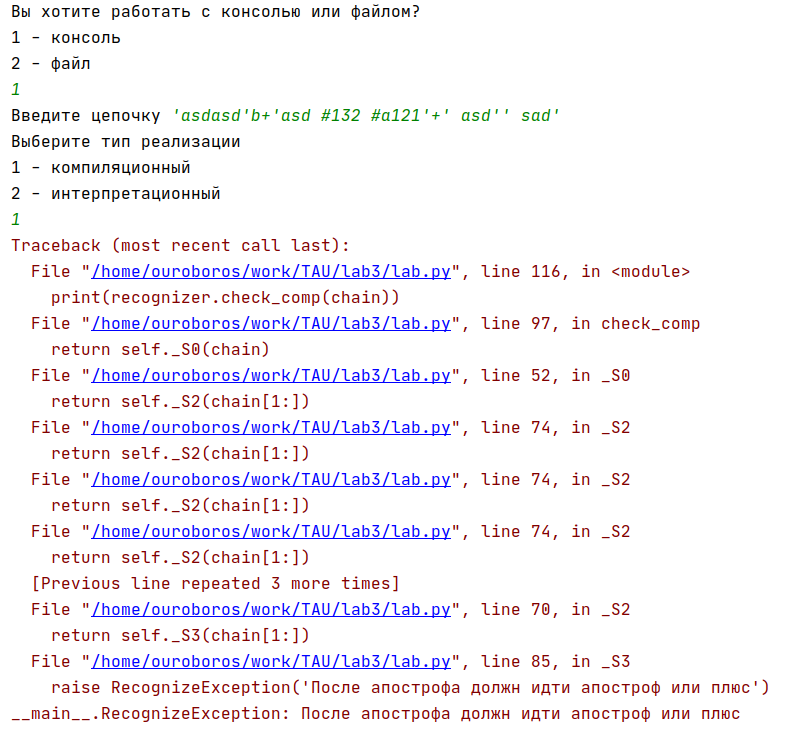 Вы хотите работать с консолью или файлом?
1 - консоль
2 - файл
1
Введите цепочку 'asdasd'b+'asd #132 #a121'+' asd'' sad'
Выберите тип реализации
1 - компиляционный
2 - интерпретационный
1
Traceback (most recent call last):
  File "/home/ouroboros/work/TAU/lab3/lab.py", line 116, in <module>
    print(recognizer.check_comp(chain))
  File "/home/ouroboros/work/TAU/lab3/lab.py", line 97, in check_comp
    return self._S0(chain)
  File "/home/ouroboros/work/TAU/lab3/lab.py", line 52, in _S0
    return self._S2(chain[1:])
  File "/home/ouroboros/work/TAU/lab3/lab.py", line 74, in _S2
    return self._S2(chain[1:])
  File "/home/ouroboros/work/TAU/lab3/lab.py", line 74, in _S2
    return self._S2(chain[1:])
  File "/home/ouroboros/work/TAU/lab3/lab.py", line 74, in _S2
    return self._S2(chain[1:])
  [Previous line repeated 3 more times]
  File "/home/ouroboros/work/TAU/lab3/lab.py", line 70, in _S2
    return self._S3(chain[1:])
  File "/home/ouroboros/work/TAU/lab3/lab.py", line 85, in _S3
    raise RecognizeException('После апострофа должн идти апостроф или плюс')
__main__.RecognizeException: После апострофа должн идти апостроф или плюс